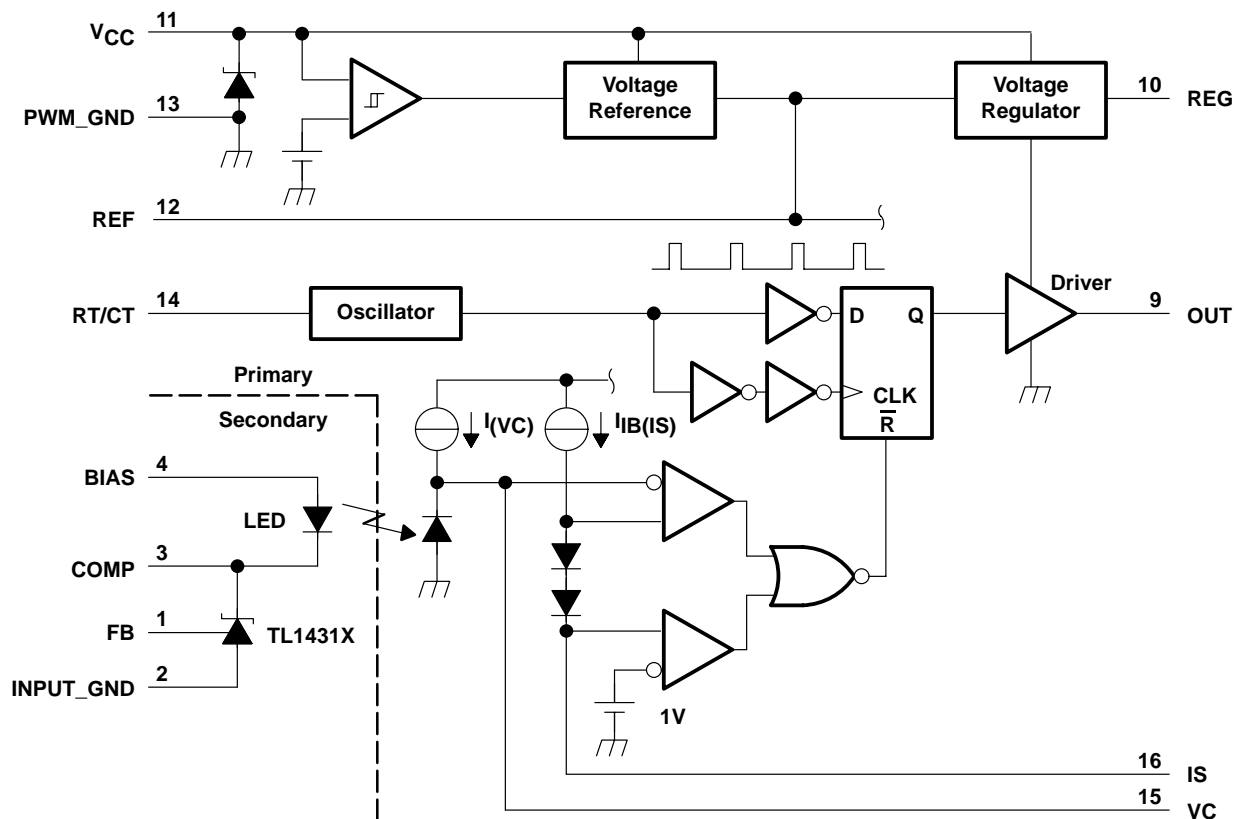 VCC
11
PWM_GND
13
Voltage
Reference
Voltage
Regulator
10
REG
REF
12
RT/CT
14
Oscillator
D
Q
CLK
R
Driver
9
OUT
Primary
Secondary
I(VC)
IIB(IS)
BIAS
4
LED
COMP
3
FB
1
TL1431X
INPUT_GND
2
1V
16
IS
15
VC